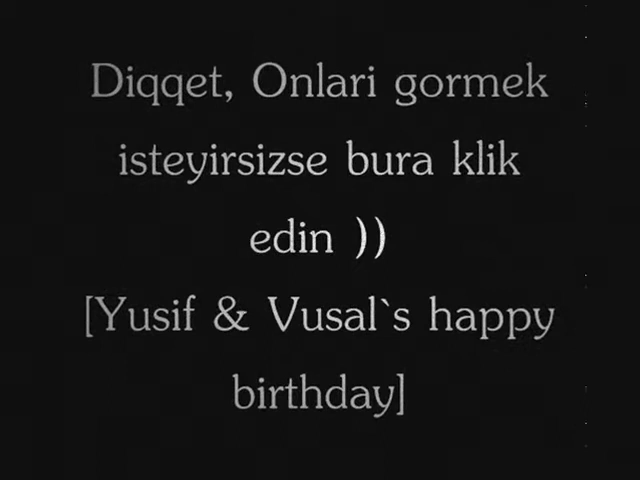 Diqqet, Onlari gormek
isteyirsizse bura klik
edin ))
[Yusif & Vusal`s happy
birthday]